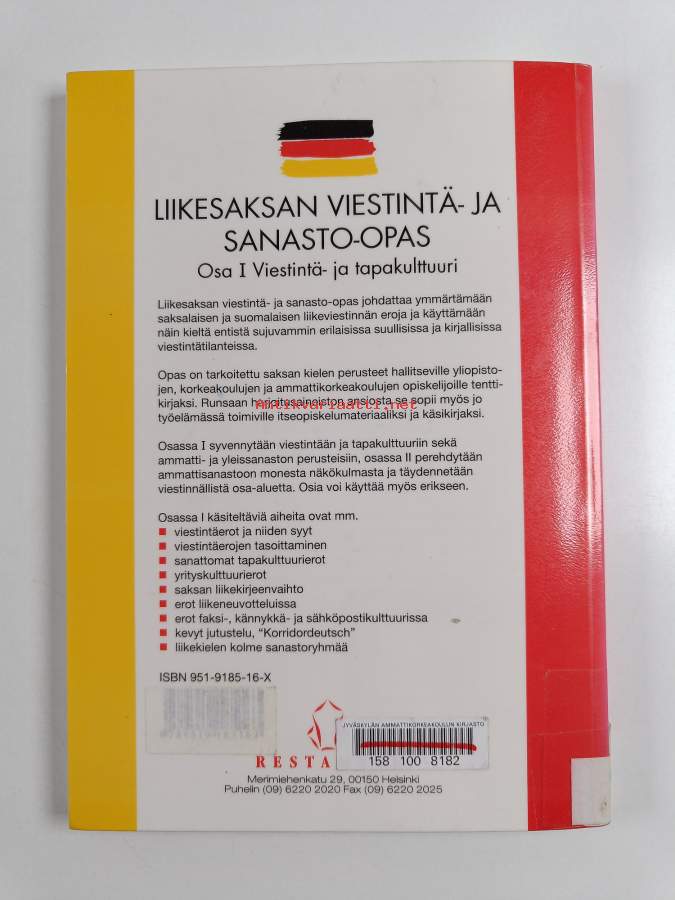 LIIKESAKSAN VIESTINTÄ- JA
SANASTO-OPAS
Osa I Viestintä- ja tapakulttuuri
Liikesaksan viestintä- ja sanasto-opas johdattaa ymmärtämään
saksalaisen ja suomalaisen liikeviestinnän eroja ja käyttämään
näin kieltä entistä sujuvammin erilaisissa suullisissa ja kirjallisissa
viestintätilanteissa.
Opas on tarkoitettu saksan kielen perusteet hallitseville yliopisto-
jen, korkeakoulujen ja ammattikorkeakoulujen opiskelijoille tentti-
kirjaksi. Runsaan harjoitusaineiston ansiosta se sopii myös jo
Antikvariaatti.net
työelämässä toimiville itseopiskelumateriaaliksi ja käsikirjaksi.
Osassa I syvennytään viestintään ja tapakulttuuriin sekä
ammatti- ja yleissanaston perusteisiin, osassa II perehdytään
ammattisanastoon monesta näkökulmasta ja täydennetään
viestinnällistä osa-aluetta. Osia voi käyttää myös erikseen.
Osassa I käsiteltäviä aiheita ovat mm.
viestintäerot ja niiden syyt
viestintäerojen tasoittaminen
sanattomat tapakulttuurierot
yrityskulttuurierot
saksan liikekirjeenvaihto
erot liikeneuvotteluissa
erot faksi-, kännykkä- ja sähköpostikulttuurissa
kevyt jutustelu, “Korridordeutsch”
liikekielen kolme sanastoryhmää
ISBN 951-9185-16-X
JYVÄSKYLÄN AMMATTIKORKEAKOULUN KIRJASTO
158 100 8182
RESTA
Merimiehenkatu 29, 00150 Helsinki
Puhelin (09) 6220 2020 Fax (09) 6220 2025